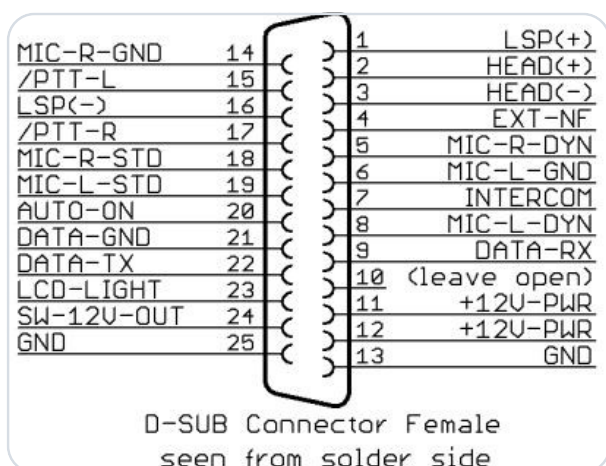 MIC-R-GND 14
/PTT-L 15
LSP(-) 16
/PTT-R 17
MIC-R-STD 18
MIC-L-STD 19
AUTO-ON 20
DATA-GND 21
DATA-TX 22
LCD-LIGHT 23
SW-12V-OUT 24
GND 25
1 LSP(+)
2 HEAD(+)
3 HEAD(-)
4 EXT-NF
5 MIC-R-DYN
6 MIC-L-GND
7 INTERCOM
8 MIC-L-DYN
9 DATA-RX
10 (leave open)
11 +12V-PWR
12 +12V-PWR
13 GND
D-SUB Connector Female
seen from solder side